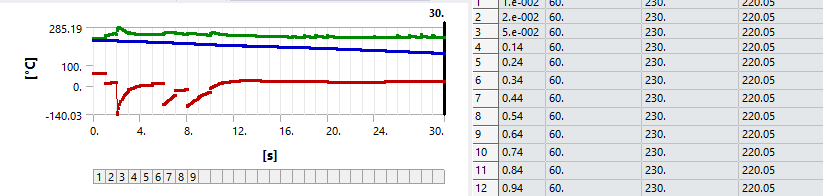 30.
285.19
100.
0.
-140.03
[°C]
0. 4. 8. 12. 16. 20. 24. 30.
[s]
1 2 3 4 5 6 7 8 9
1 1.e-002 60. 230. 220.05
2 2.e-002 60. 230. 220.05
3 5.e-002 60. 230. 220.05
4 0.14 60. 230. 220.05
5 0.24 60. 230. 220.05
6 0.34 60. 230. 220.05
7 0.44 60. 230. 220.05
8 0.54 60. 230. 220.05
9 0.64 60. 230. 220.05
10 0.74 60. 230. 220.05
11 0.84 60. 230. 220.05
12 0.94 60. 230. 220.05